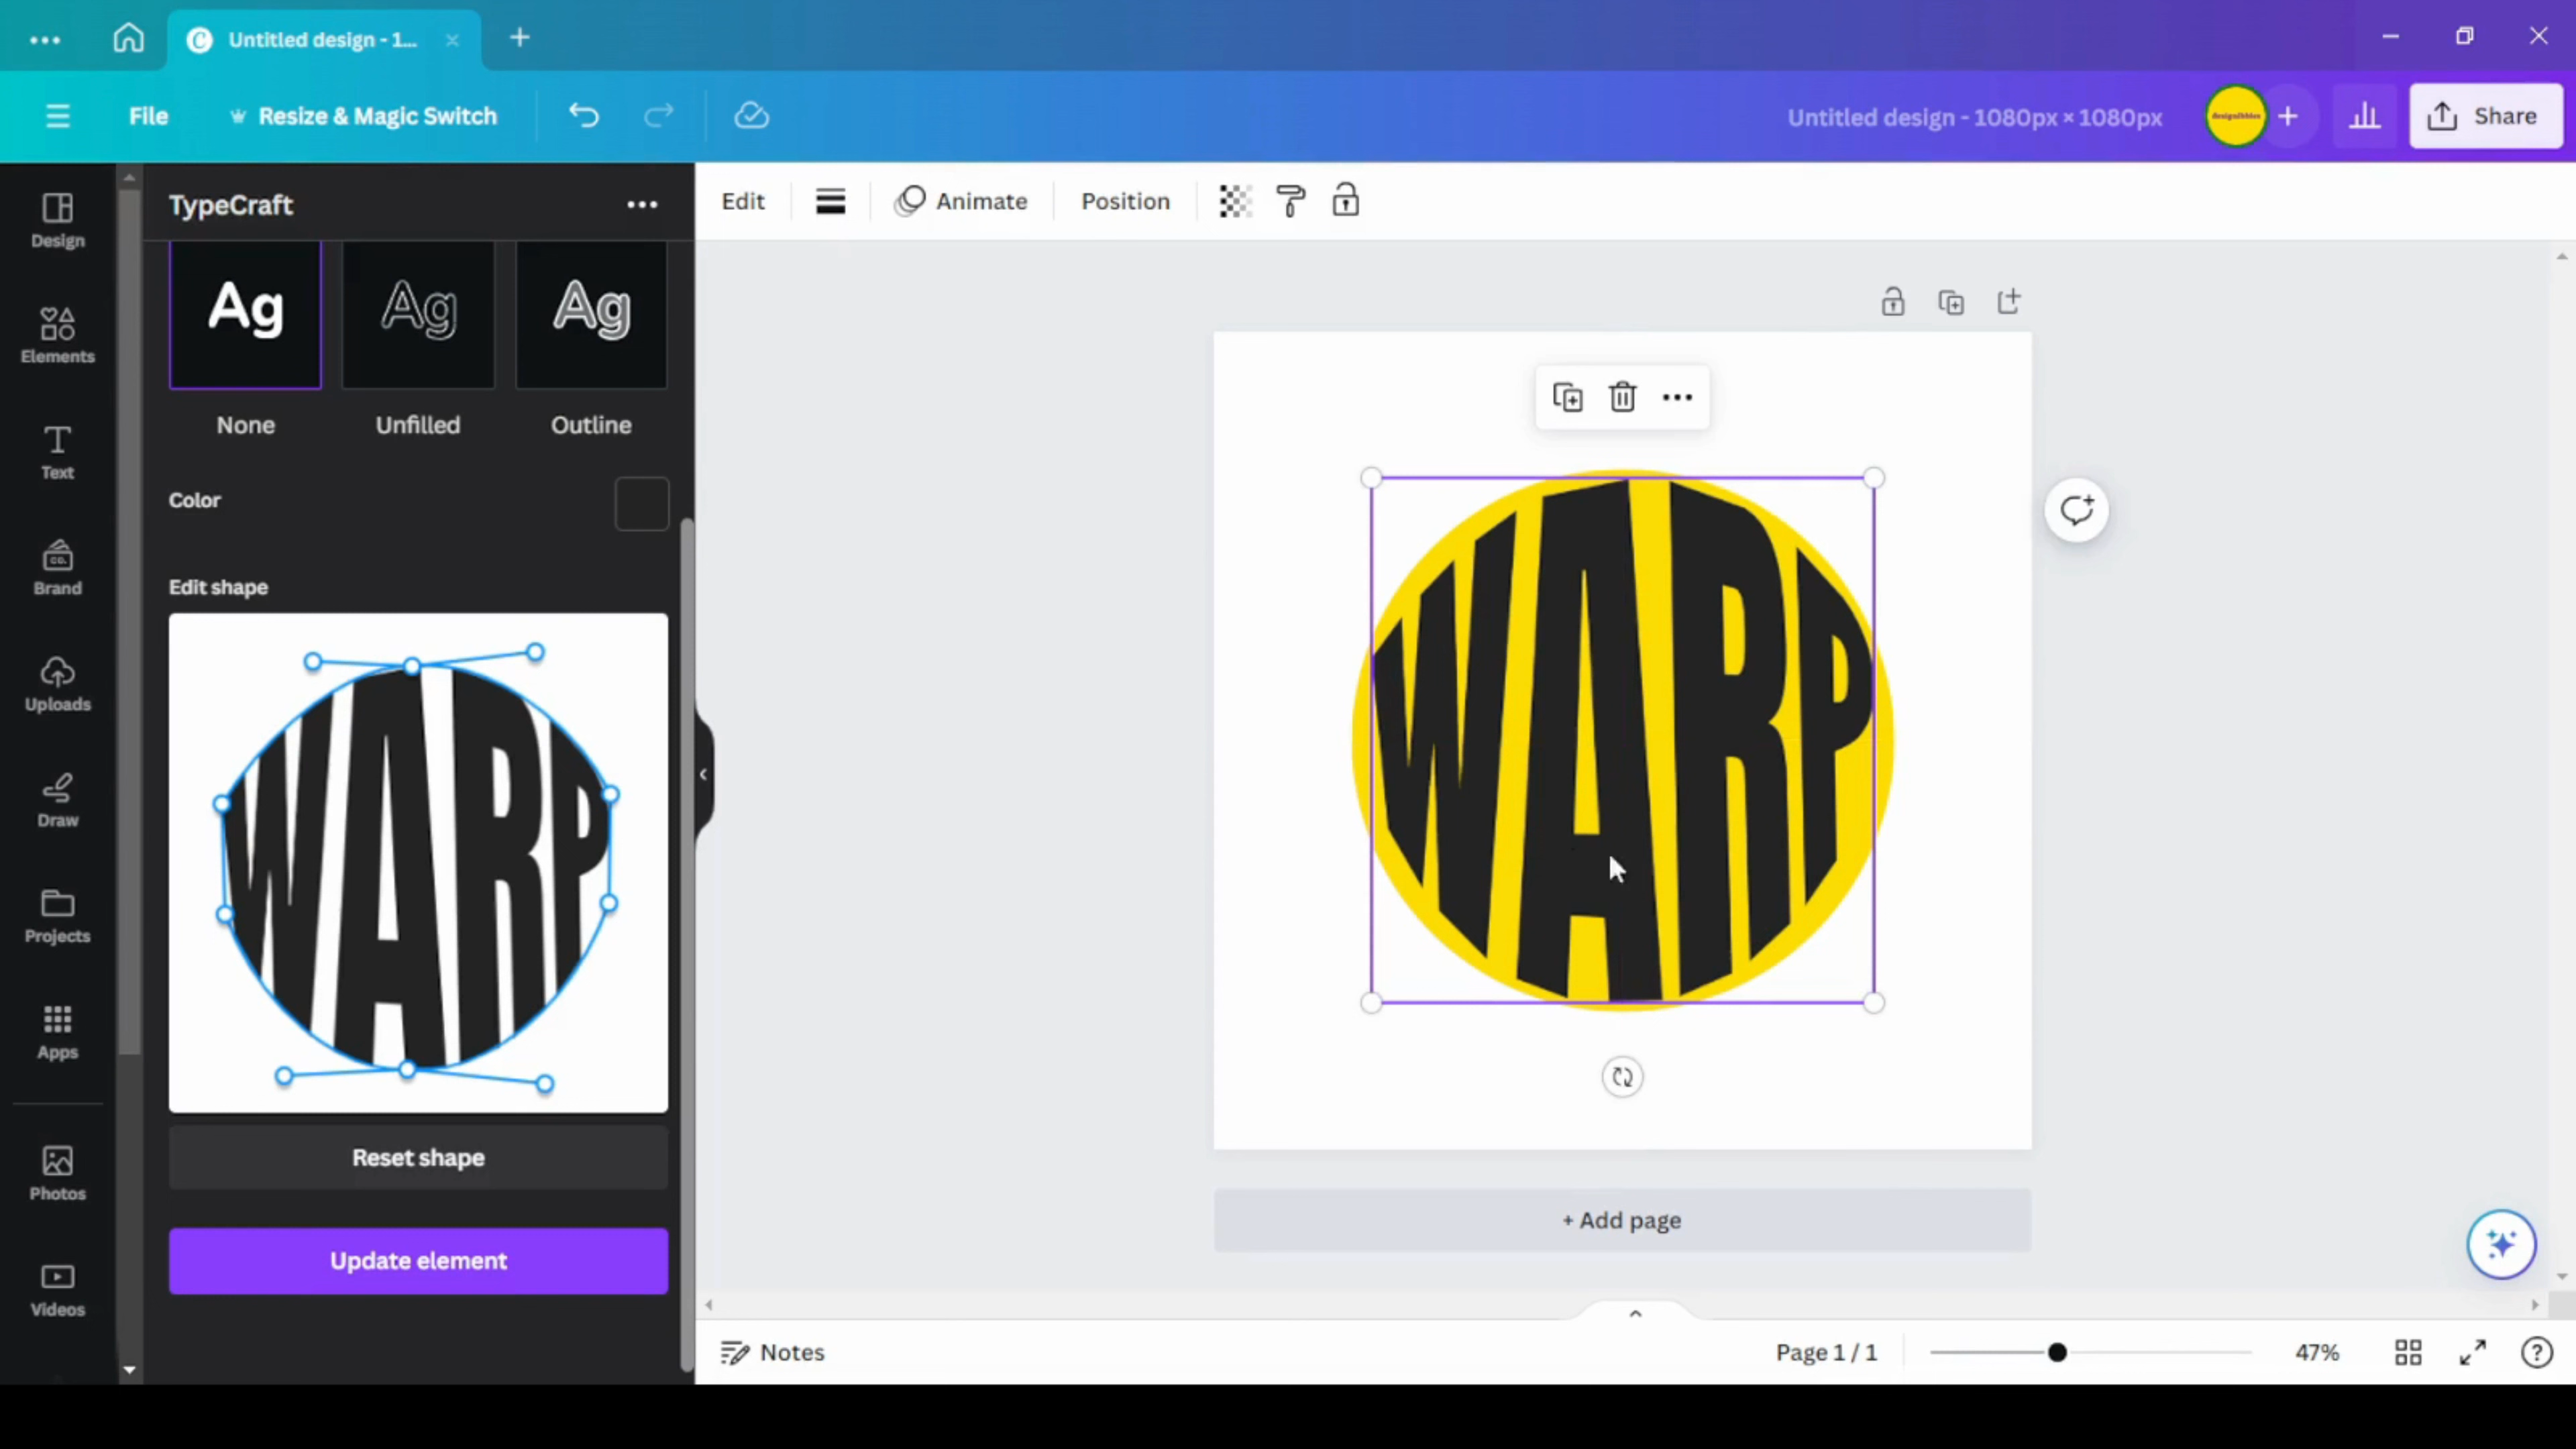 Untitled design - 1...
File
Resize & Magic Switch
Untitled design - 1080px × 1080px
Share
Design
Elements
Text
Brand
CO.
Uploads
Draw
Projects
Apps
Photos
Videos
TypeCraft
Ag
Ag
Ag
None
Unfilled
Outline
Color
Edit shape
WARP
Reset shape
Update element
Edit
Animate
Position
WARP
+ Add page
Notes
Page 1 / 1
47%